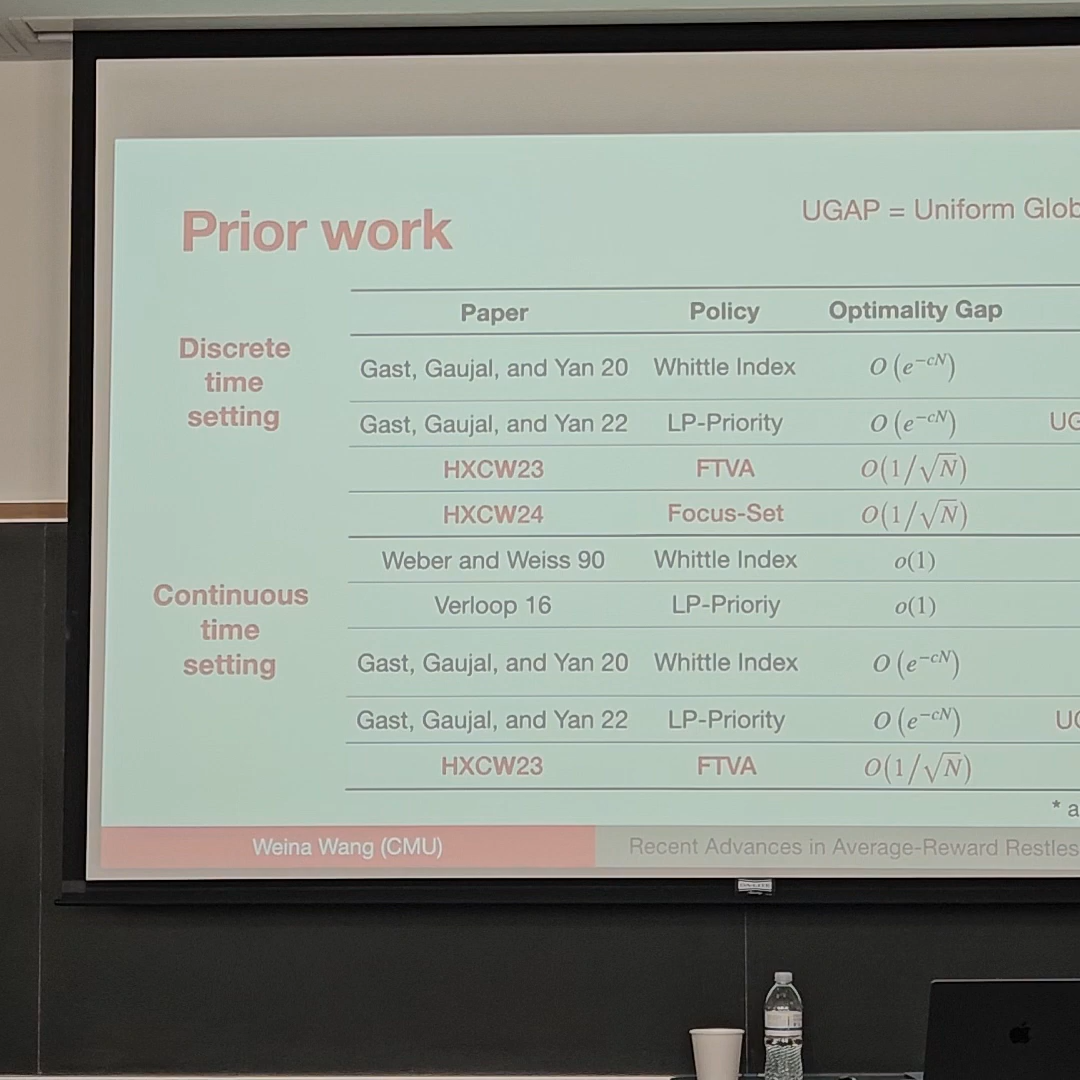 Prior work
UGAP = Uniform Glob
Paper Policy Optimality Gap
Discrete
time
setting
Gast, Gaujal, and Yan 20 Whittle Index O(e^{-cN})
Gast, Gaujal, and Yan 22 LP-Priority O(e^{-cN}) UG
HXCW23 FTVA O(1/√N)
HXCW24 Focus-Set O(1/√N)
Continuous
time
setting
Weber and Weiss 90 Whittle Index o(1)
Verloop 16 LP-Prioriy o(1)
Gast, Gaujal, and Yan 20 Whittle Index O(e^{-cN})
Gast, Gaujal, and Yan 22 LP-Priority O(e^{-cN}) UG
HXCW23 FTVA O(1/√N)
* a
Weina Wang (CMU) Recent Advances in Average-Reward Restles